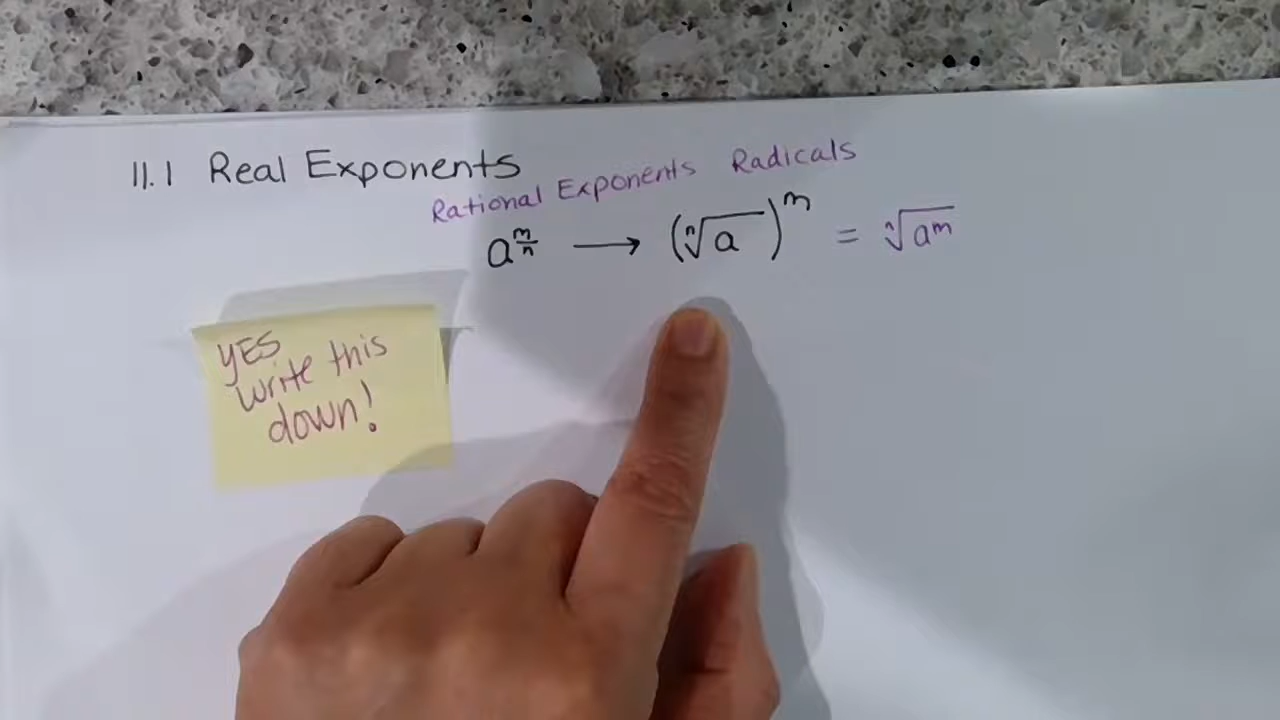 11.1 Real Exponents
Rational Exponents Radicals
a^(m/n) → (ⁿ√a)^m = ⁿ√(a^m)
YES
write this
down!